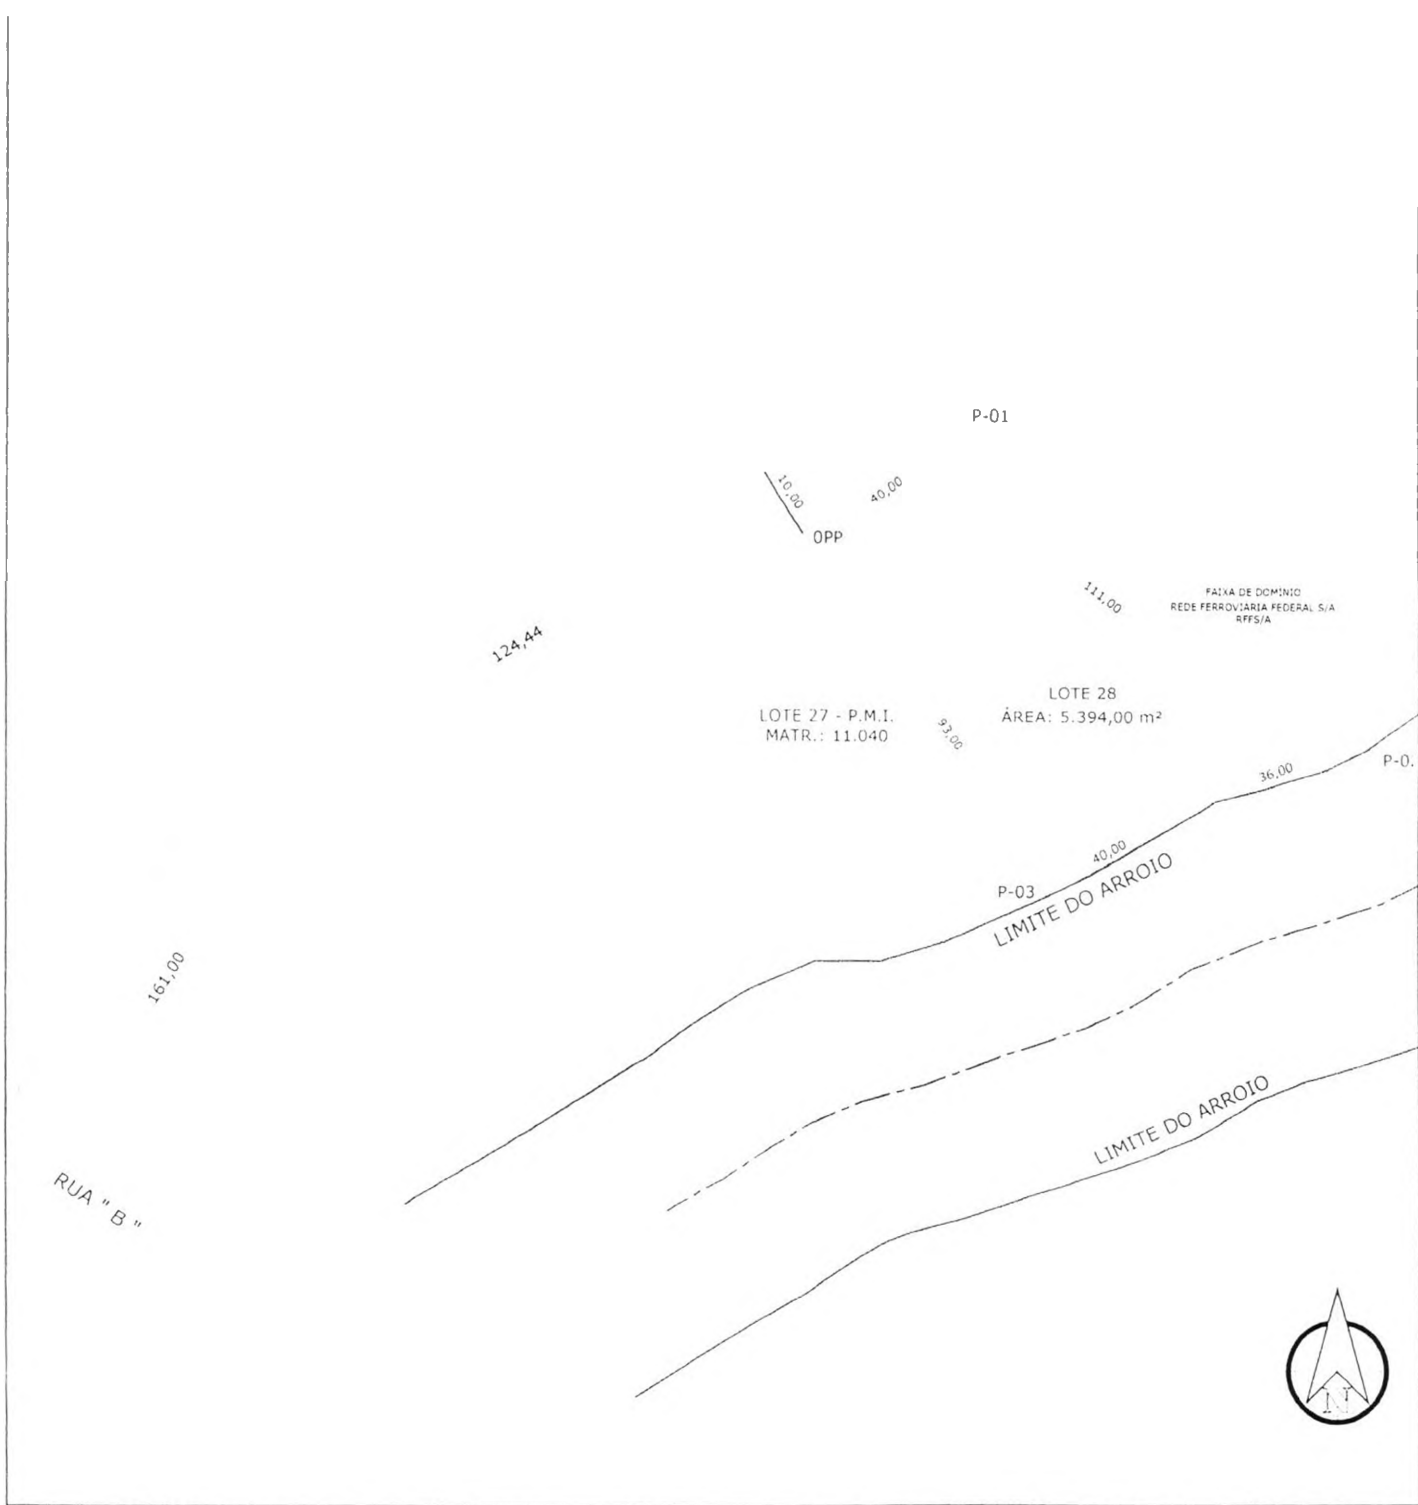 P-01
10,00
40,00
OPP
111,00
FAIXA DE DOMÍNIO
REDE FERROVIARIA FEDERAL S/A
RFFS/A
124,44
LOTE 28
ÁREA: 5.394,00 m²
LOTE 27 - P.M.I.
MATR.: 11.040
93,00
P-0.
36,00
40,00
P-03
LIMITE DO ARROIO
161,00
LIMITE DO ARROIO
RUA " B "
N